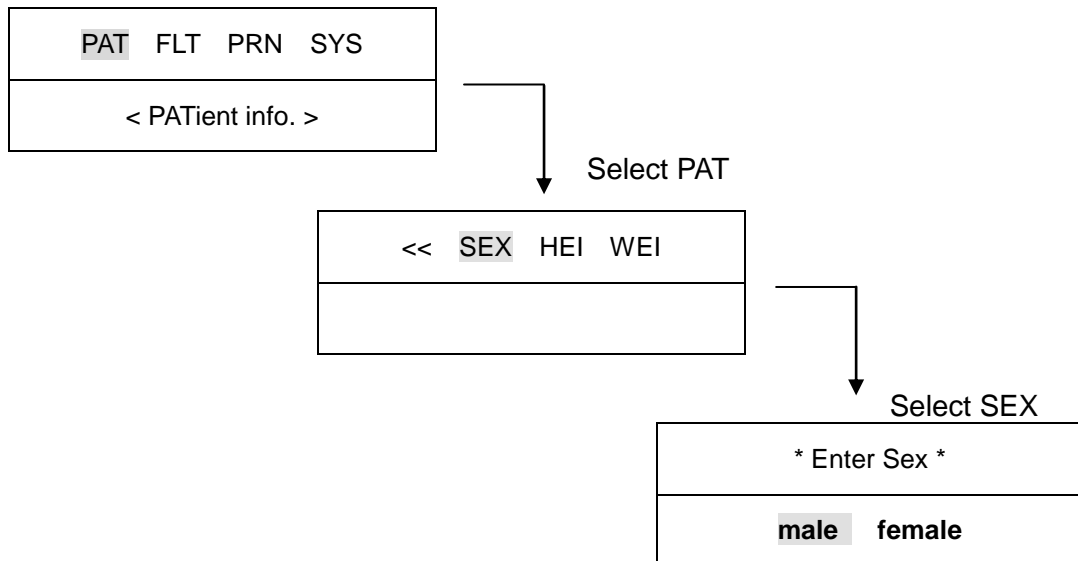 PAT FLT PRN SYS
< PATient info. >
Select PAT
<< SEX HEI WEI
Select SEX
* Enter Sex *
male female